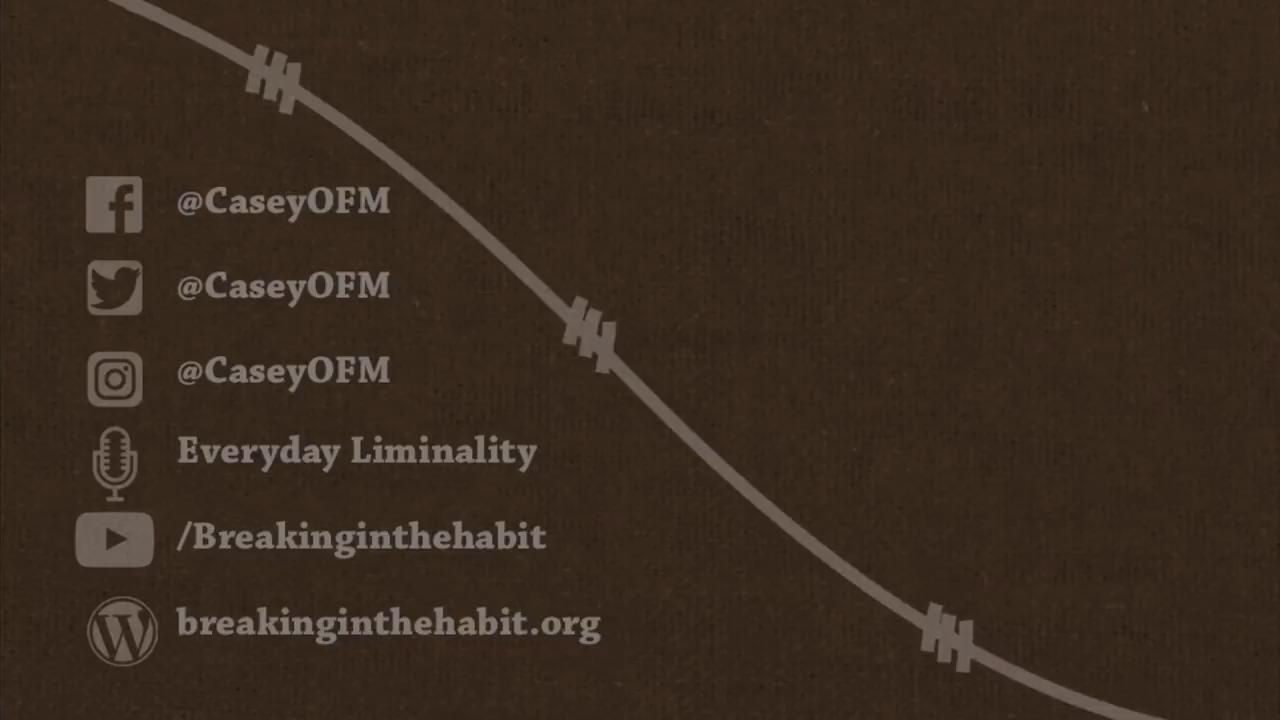 @CaseyOFM
@CaseyOFM
@CaseyOFM
Everyday Liminality
/Breakinginthehabit
breakinginthehabit.org